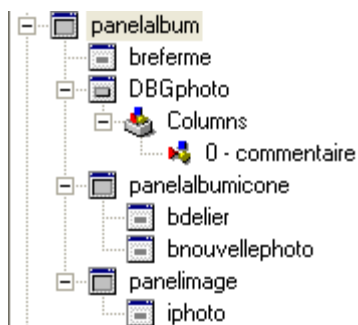 panelalbum
breferme
DBGphoto
Columns
0 - commentaire
panelalbumicone
bdelier
bnouvellephoto
panelimage
iphoto